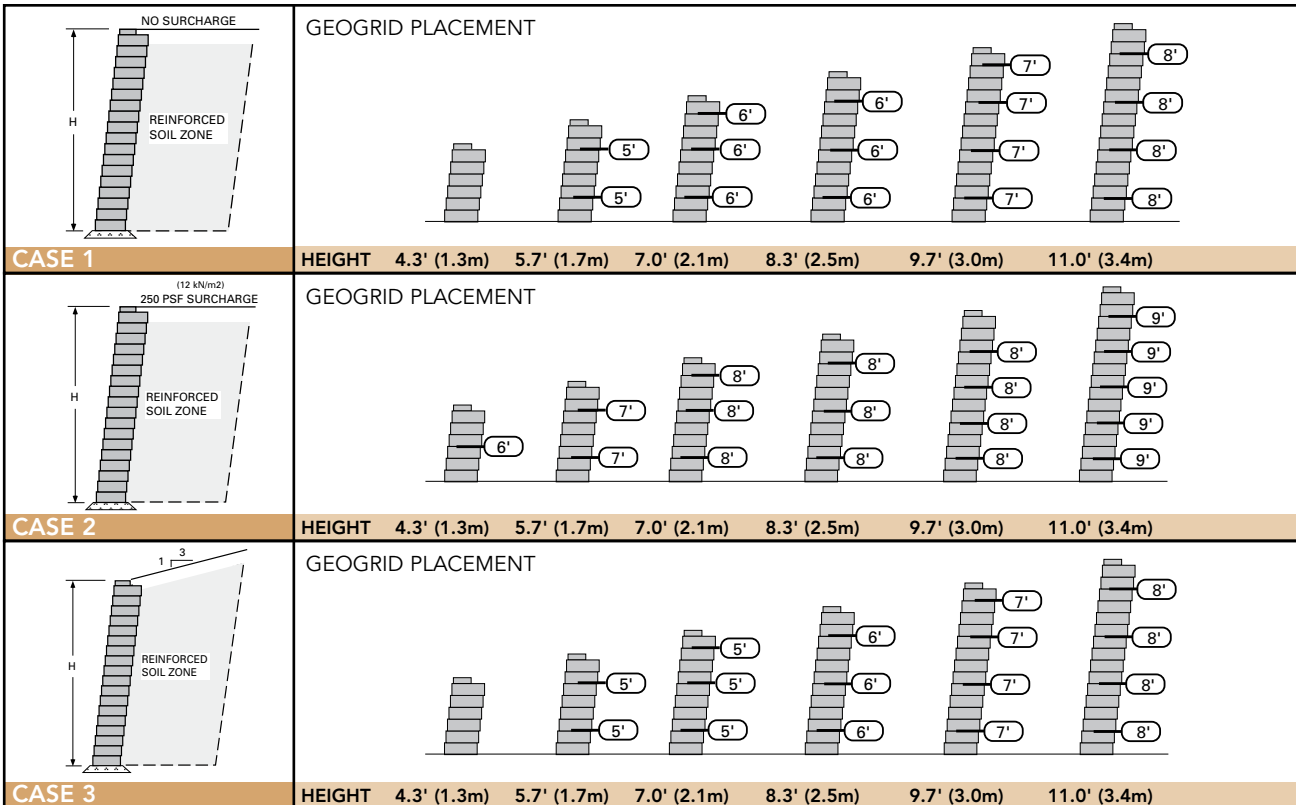 NO SURCHARGE
H
REINFORCED
SOIL ZONE
CASE 1
GEOGRID PLACEMENT
5'
5'
6'
6'
6'
6'
6'
6'
7'
7'
7'
7'
8'
8'
8'
8'
HEIGHT 4.3' (1.3m) 5.7' (1.7m) 7.0' (2.1m) 8.3' (2.5m) 9.7' (3.0m) 11.0' (3.4m)
(12 kN/m2)
250 PSF SURCHARGE
H
REINFORCED
SOIL ZONE
CASE 2
GEOGRID PLACEMENT
6'
7'
7'
8'
8'
8'
8'
8'
8'
8'
8'
8'
8'
9'
9'
9'
9'
9'
HEIGHT 4.3' (1.3m) 5.7' (1.7m) 7.0' (2.1m) 8.3' (2.5m) 9.7' (3.0m) 11.0' (3.4m)
3
1
H
REINFORCED
SOIL ZONE
CASE 3
GEOGRID PLACEMENT
5'
5'
5'
5'
5'
6'
6'
6'
7'
7'
7'
7'
8'
8'
8'
8'
HEIGHT 4.3' (1.3m) 5.7' (1.7m) 7.0' (2.1m) 8.3' (2.5m) 9.7' (3.0m) 11.0' (3.4m)